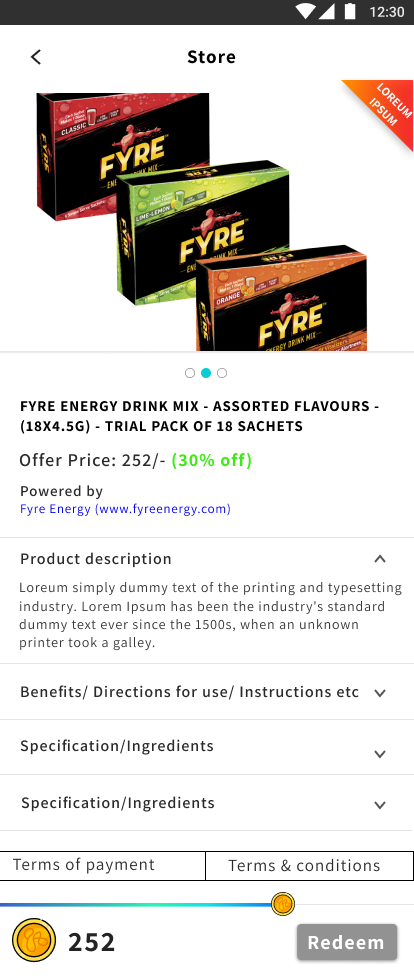 12:30
Store
LOREUM
IPSUM
CLASSIC
FYRE
ENERGY DRINK MIX
LIME-LEMON
FYRE
ENERGY DRINK MIX
ORANGE
FYRE
ENERGY DRINK MIX
FYRE ENERGY DRINK MIX - ASSORTED FLAVOURS -
(18X4.5G) - TRIAL PACK OF 18 SACHETS
Offer Price: 252/- (30% off)
Powered by
Fyre Energy (www.fyreenergy.com)
Product description
Loreum simply dummy text of the printing and typesetting
industry. Lorem Ipsum has been the industry's standard
dummy text ever since the 1500s, when an unknown
printer took a galley.
Benefits/ Directions for use/ Instructions etc
Specification/Ingredients
Specification/Ingredients
Terms of payment
Terms & conditions
252
Redeem